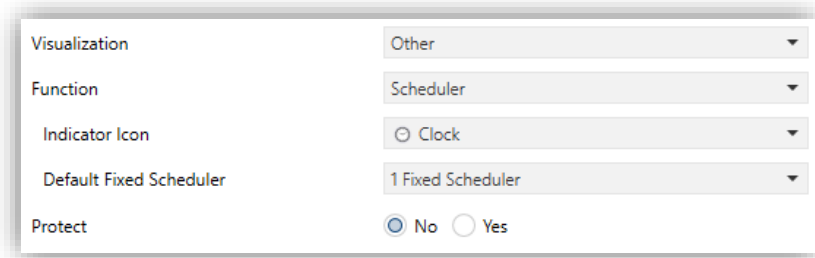 Visualization Other
Function Scheduler
Indicator Icon Clock
Default Fixed Scheduler 1 Fixed Scheduler
Protect No Yes